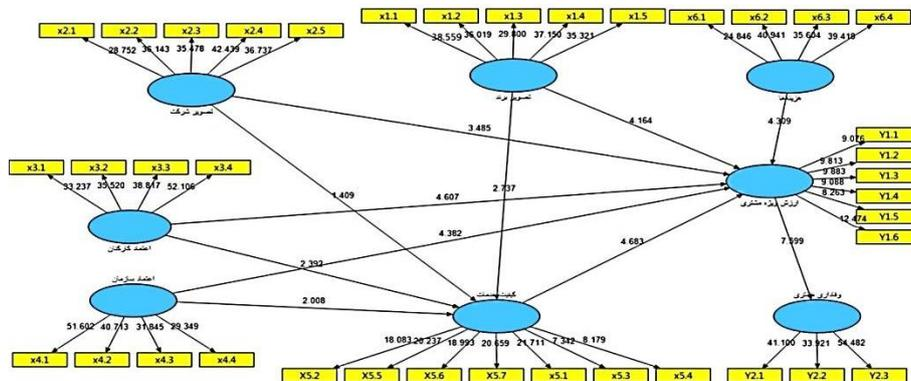 x2.1 x2.2 x2.3 x2.4 x2.5 x1.1 x1.2 x1.3 x1.4 x1.5 x6.1 x6.2 x6.3 x6.4
28.752 36.143 35.478 42.439 36.737 38.559 36.019 29.800 37.150 35.321 24.846 40.941 35.604 39.418
تصویر شرکت
تصویر برند
هزینه‌ها
3.485
4.164
4.309
x3.1 x3.2 x3.3 x3.4
33.237 35.520 38.817 52.106
اعتماد کارکنان
9.076 Y1.1
9.813 Y1.2
9.883 Y1.3
9.088 Y1.4
8.263 Y1.5
12.474 Y1.6
ارزش ویژه مشتری
1.409
4.607
2.737
4.382
2.392
4.683
7.599
اعتماد سازمان
2.008
کیفیت خدمات
وفاداری مشتری
51.602 40.713 31.845 29.349
x4.1 x4.2 x4.3 x4.4
18.083 20.237 18.993 20.659 21.711 7.342 8.179
X5.2 X5.5 X5.6 X5.7 x5.1 x5.3 x5.4
41.100 33.921 54.482
Y2.1 Y2.2 Y2.3